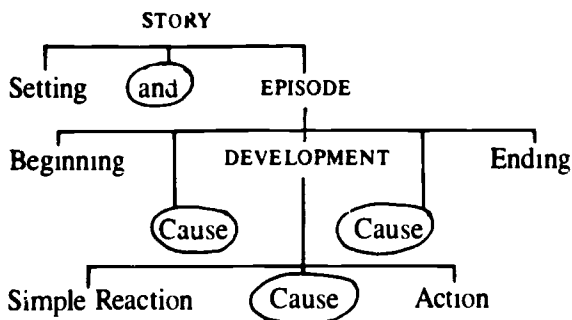 STORY
Setting and EPISODE
Beginning DEVELOPMENT Ending
Cause Cause
Simple Reaction Cause Action